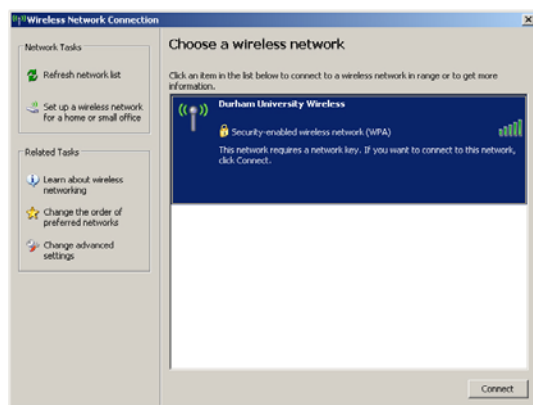 Wireless Network Connection
Network Tasks
Refresh network list
Set up a wireless network
for a home or small office
Related Tasks
Learn about wireless
networking
Change the order of
preferred networks
Change advanced
settings
Choose a wireless network
Click an item in the list below to connect to a wireless network in range or to get more
information.
Durham University Wireless
Security-enabled wireless network (WPA)
This network requires a network key. If you want to connect to this network,
click Connect.
Connect